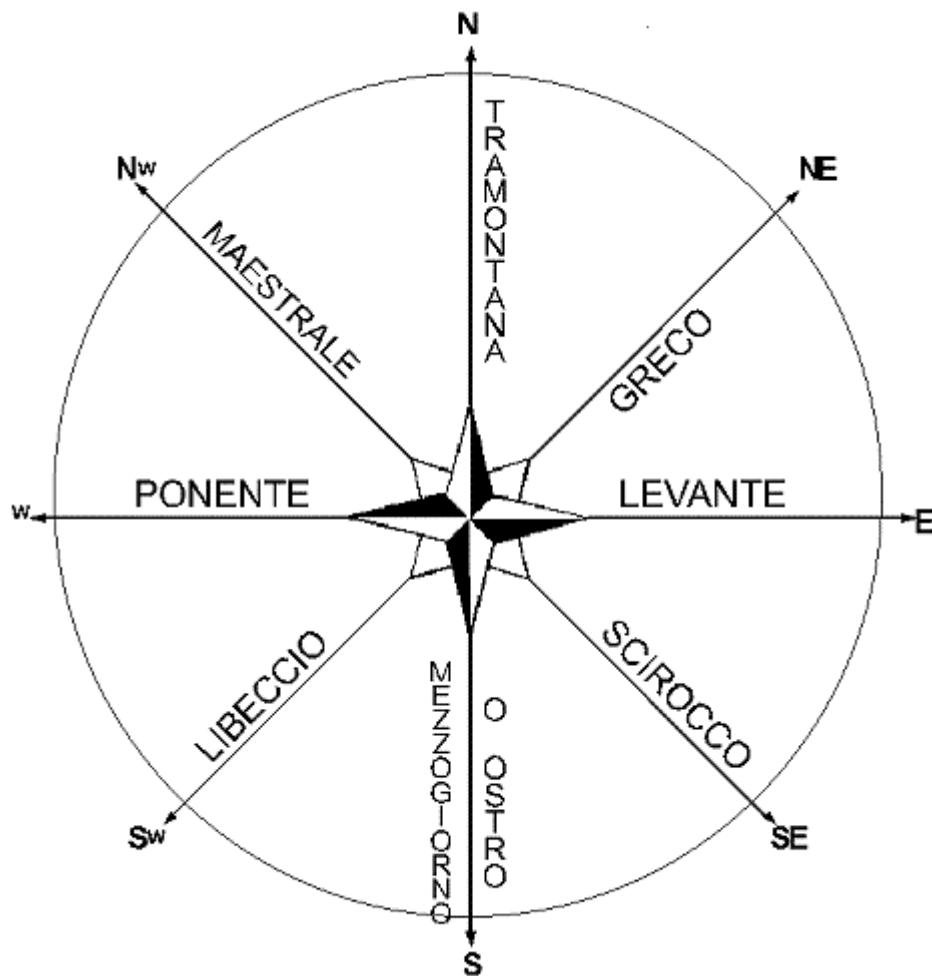 N
TRAMONTANA
Nw
NE
MAESTRALE
GRECO
w
PONENTE
LEVANTE
E
LIBECCIO
SCIROCCO
MEZZOGIORNO
O OSTRO
Sw
SE
S